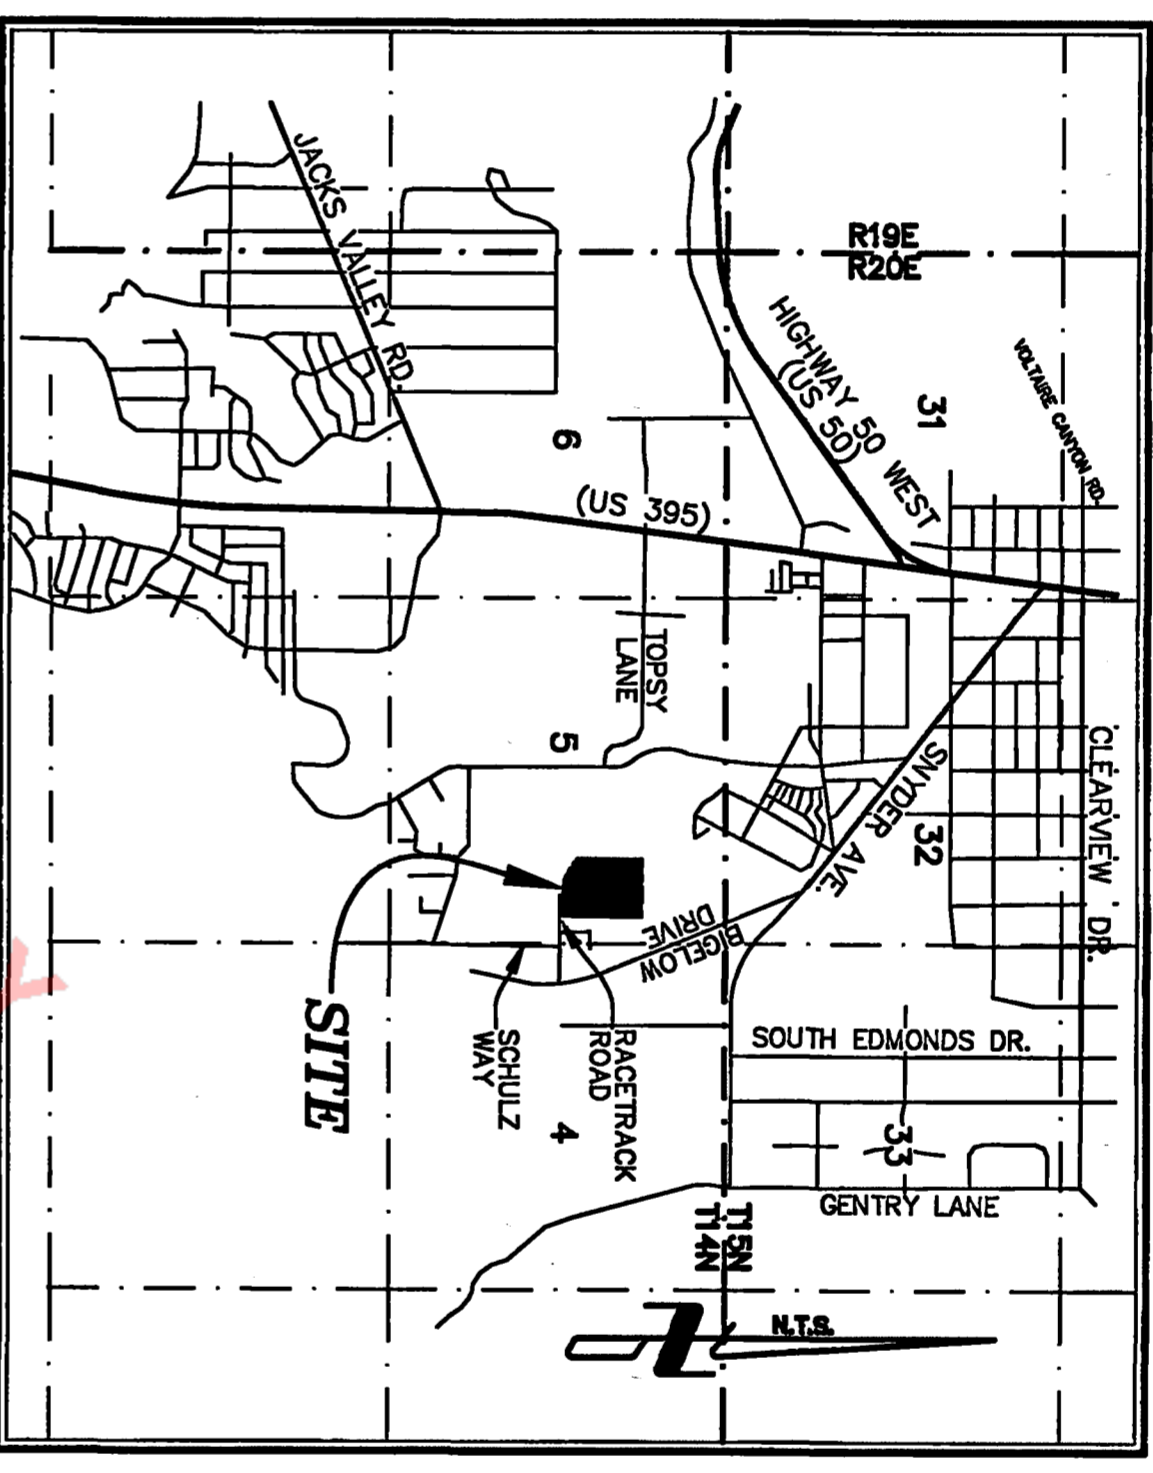 R19E
R20E
VOLTAIRE CANYON RD.
JACKS VALLEY RD.
HIGHWAY 50 WEST
(US 50)
31
6
(US 395)
TOPSY
LANE
5
SNYDER AVE.
32
CLEARVIEW DR.
BIGELOW
DRIVE
SITE
SCHULZ
WAY
RACETRACK
ROAD
4
SOUTH EDMONDS DR.
33
GENTRY LANE
T15N
T14N
N.T.S.
Z